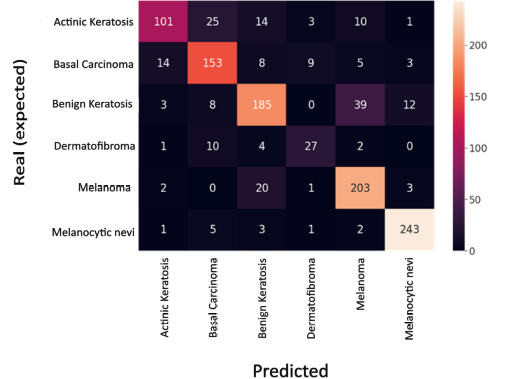 Real (expected)
Actinic Keratosis 101 25 14 3 10 1
Basal Carcinoma 14 153 8 9 5 3
Benign Keratosis 3 8 185 0 39 12
Dermatofibroma 1 10 4 27 2 0
Melanoma 2 0 20 1 203 3
Melanocytic nevi 1 5 3 1 2 243
Actinic Keratosis
Basal Carcinoma
Benign Keratosis
Dermatofibroma
Melanoma
Melanocytic nevi
Predicted
200
150
100
50
0